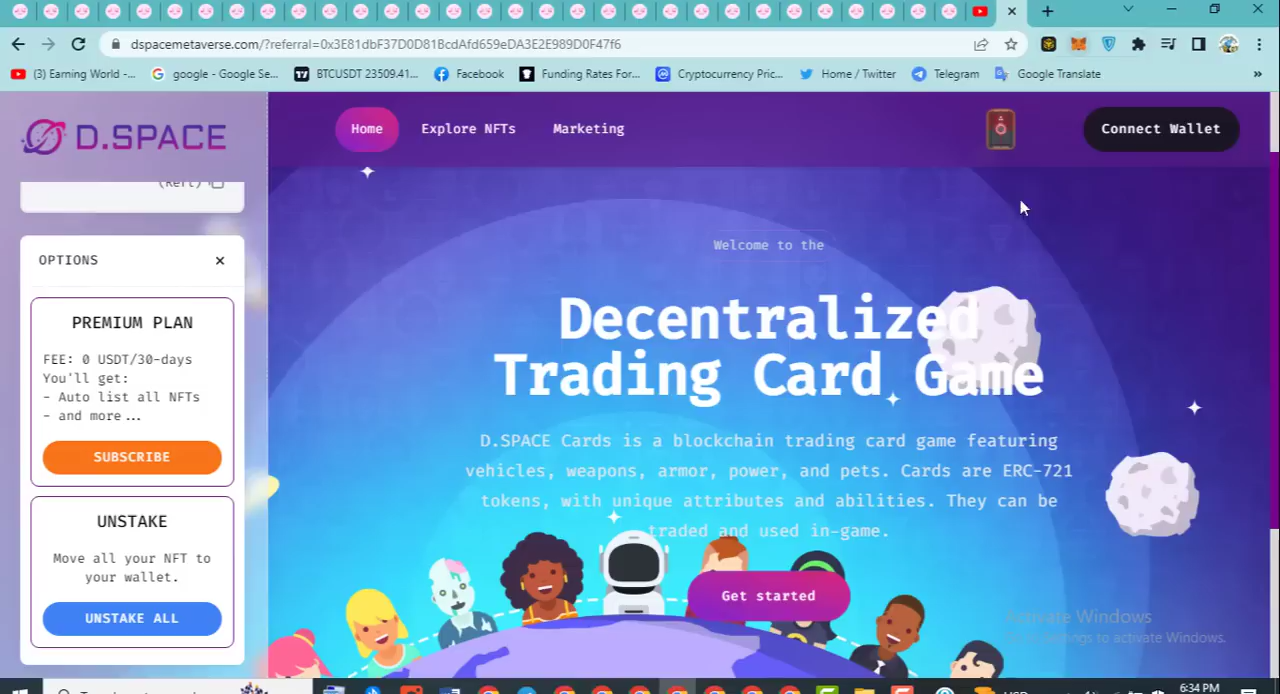 dspacemetaverse.com/?referral=0x3E81dbF37D0D81BcdAfd659eDA3E2E989D0F47f6
(3) Earning World -...
google - Google Se...
BTCUSDT 23509.41...
Facebook
Funding Rates For...
Cryptocurrency Pric...
Home / Twitter
Telegram
Google Translate
»
D.SPACE
Home
Explore NFTs
Marketing
Connect Wallet
(Refl)
OPTIONS
PREMIUM PLAN
FEE: 0 USDT/30-days
You'll get:
- Auto list all NFTs
- and more...
SUBSCRIBE
UNSTAKE
Move all your NFT to
your wallet.
UNSTAKE ALL
Welcome to the
Decentralized
Trading Card Game
D.SPACE Cards is a blockchain trading card game featuring
vehicles, weapons, armor, power, and pets. Cards are ERC-721
tokens, with unique attributes and abilities. They can be
traded and used in-game.
Get started
Activate Windows
settings to activate Windows.
6:34 PM